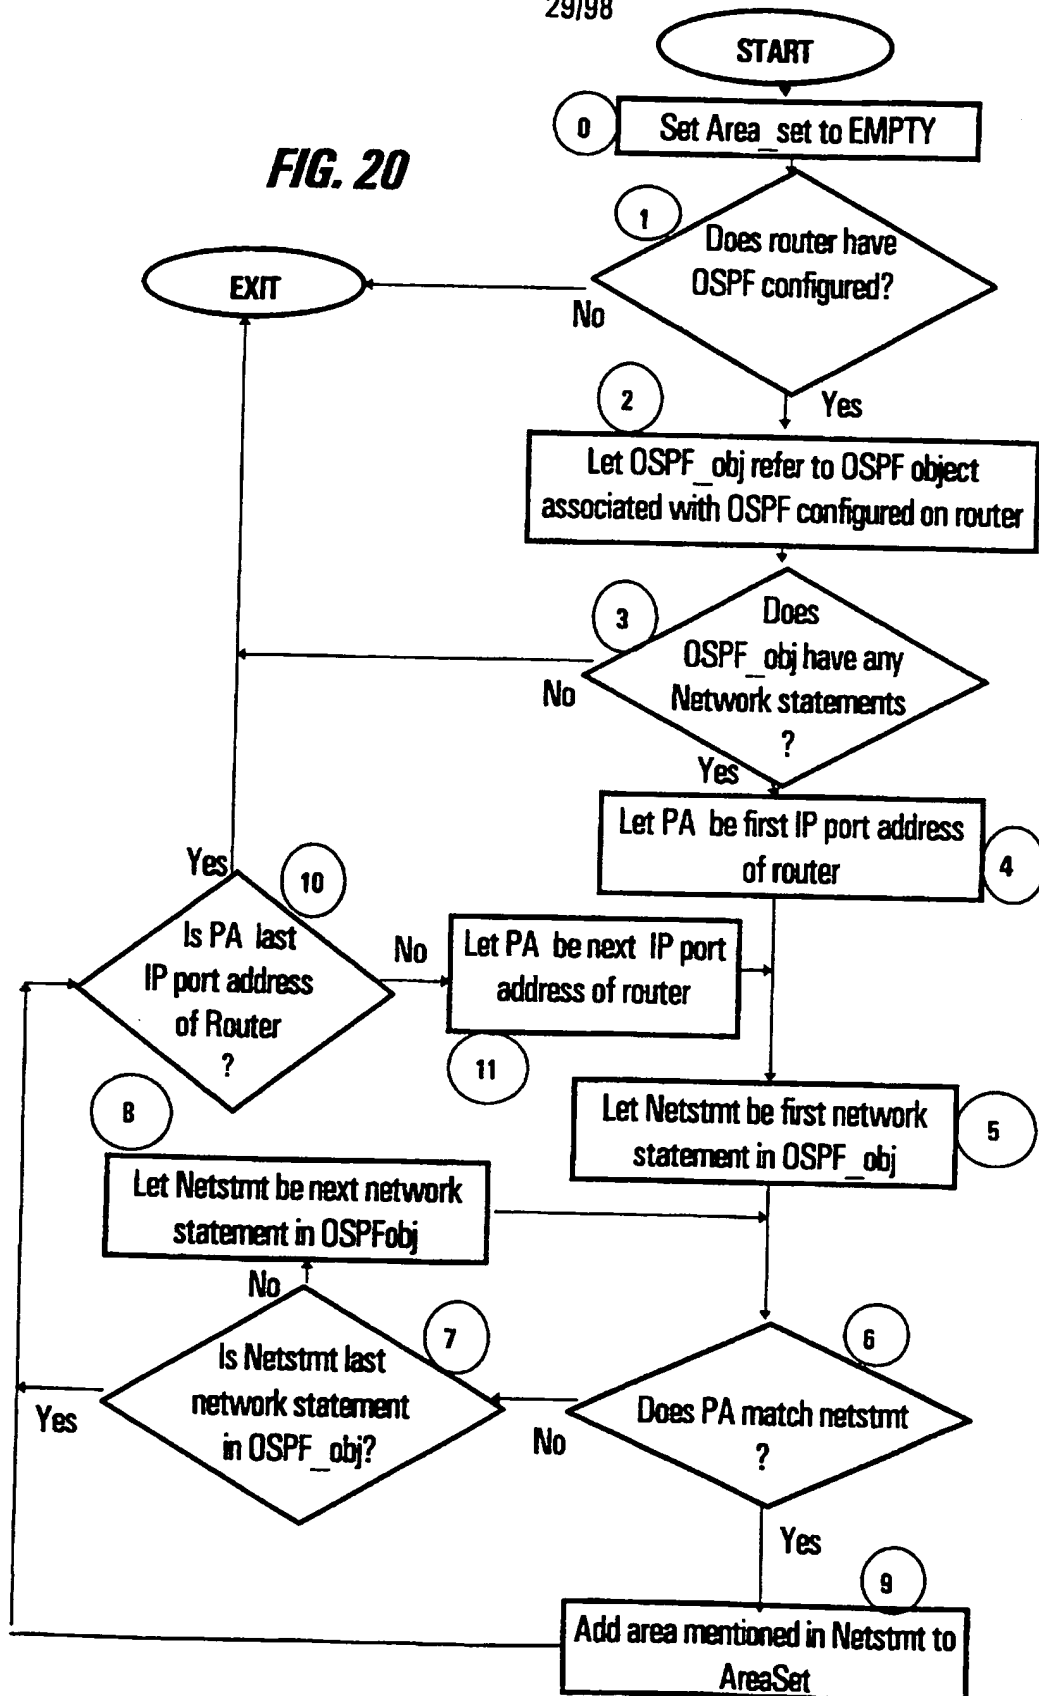 29/98
START
0
Set Area_set to EMPTY
FIG. 20
1
Does router have
OSPF configured?
EXIT
No
Yes
2
Let OSPF_obj refer to OSPF object
associated with OSPF configured on router
3
Does
OSPF_obj have any
Network statements
?
No
Yes
Let PA be first IP port address
of router
4
Yes
10
Is PA last
IP port address
of Router
?
No
Let PA be next IP port
address of router
11
8
Let Netstmt be first network
statement in OSPF_obj
5
Let Netstmt be next network
statement in OSPFobj
No
7
Is Netstmt last
network statement
in OSPF_obj?
Yes
6
Does PA match netstmt
?
No
Yes
9
Add area mentioned in Netstmt to
AreaSet